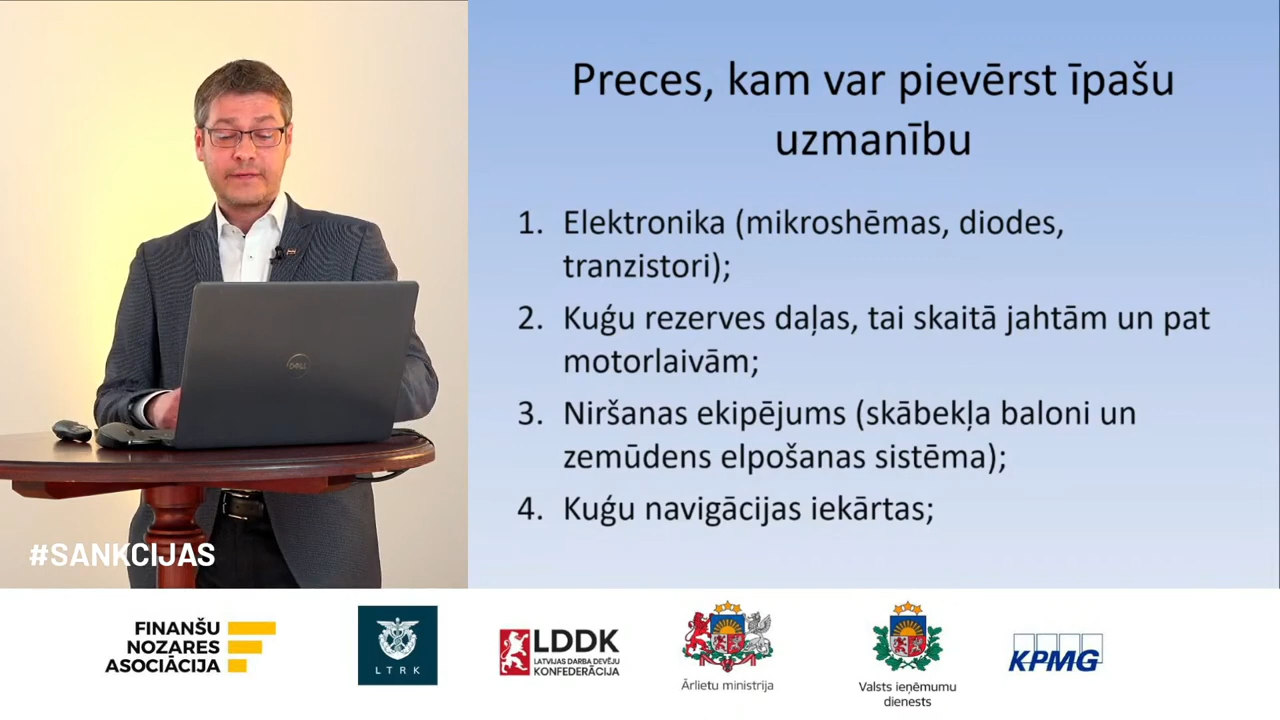 Preces, kam var pievērst īpašu
uzmanību
1. Elektronika (mikroshēmas, diodes,
tranzistori);
2. Kuģu rezerves daļas, tai skaitā jahtām un pat
motorlaivām;
3. Niršanas ekipējums (skābekļa baloni un
zemūdens elpošanas sistēma);
4. Kuģu navigācijas iekārtas;
DELL
#SANKCIJAS
FINANŠU
NOZARES
ASOCIĀCIJA
LTRK
LDDK
LATVIJAS DARBA DEVĒJU
KONFEDERĀCIJA
Ārlietu ministrija
Valsts ieņēmumu
dienests
KPMG